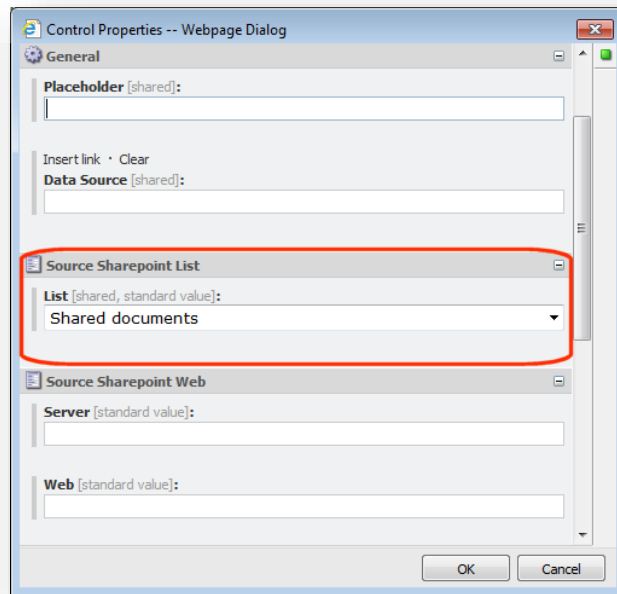 Control Properties -- Webpage Dialog
General
Placeholder [shared]:
Insert link · Clear
Data Source [shared]:
Source Sharepoint List
List [shared, standard value]:
Shared documents
Source Sharepoint Web
Server [standard value]:
Web [standard value]:
OK Cancel